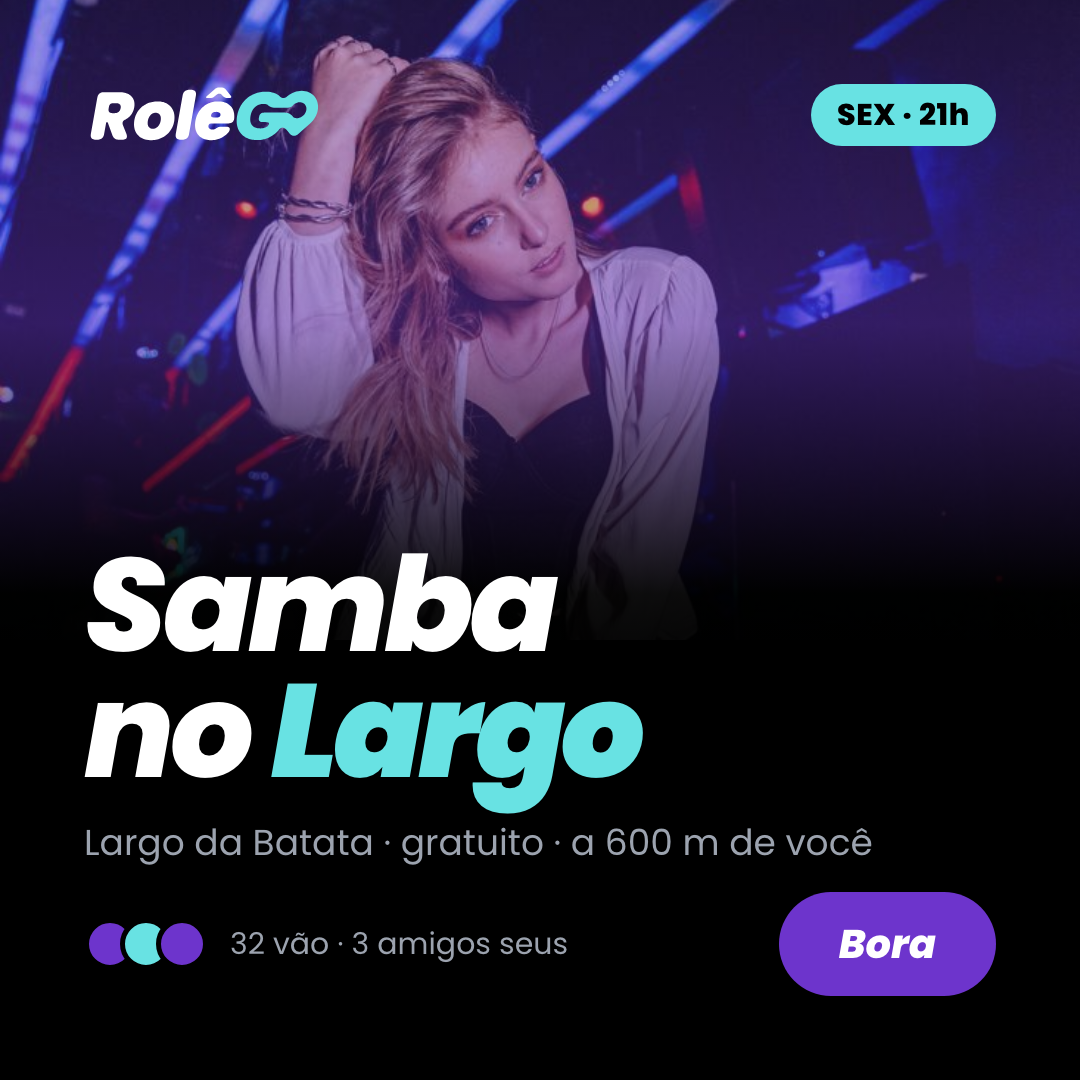 RolêGO
SEX · 21h
Samba
no Largo
Largo da Batata · gratuito · a 600 m de você
32 vão · 3 amigos seus
Bora